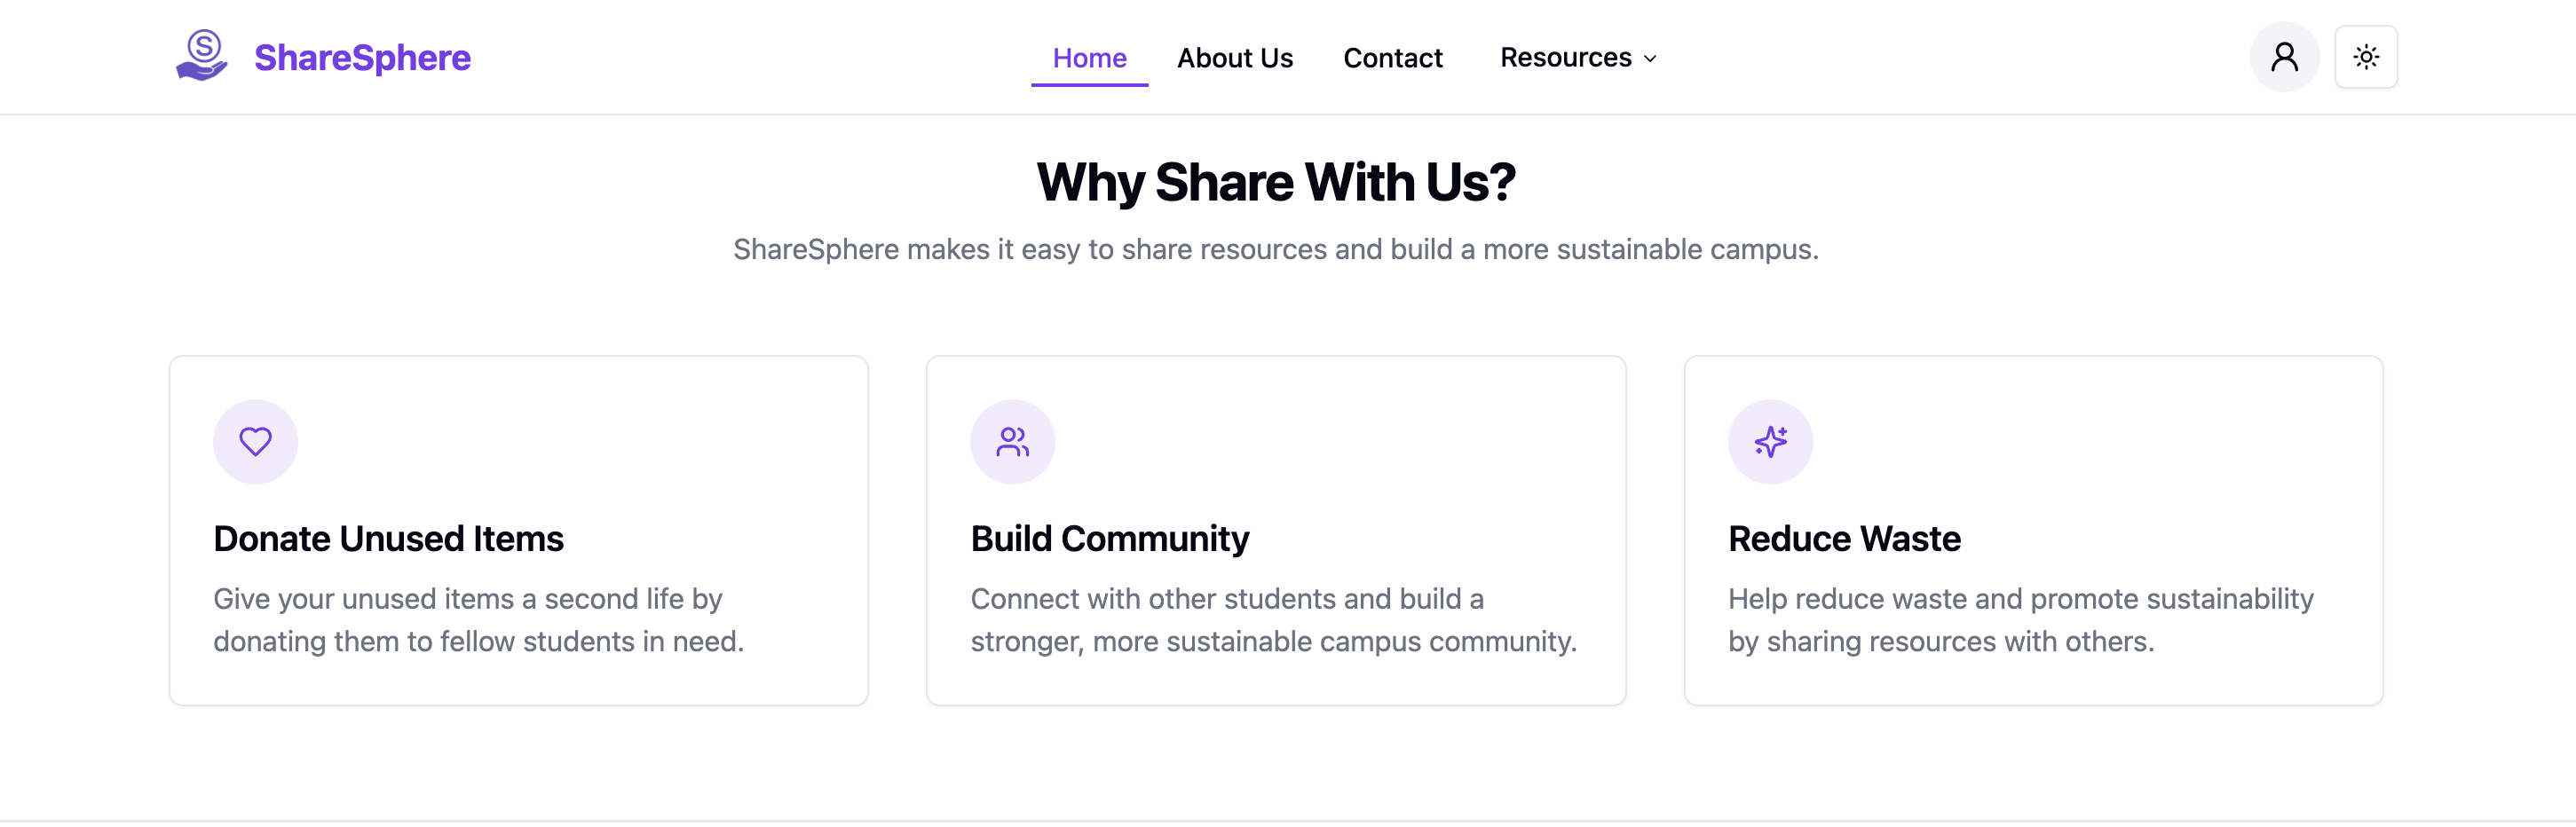 S
ShareSphere
Home
About Us
Contact
Resources
Why Share With Us?
ShareSphere makes it easy to share resources and build a more sustainable campus.
Donate Unused Items
Give your unused items a second life by
donating them to fellow students in need.
Build Community
Connect with other students and build a
stronger, more sustainable campus community.
Reduce Waste
Help reduce waste and promote sustainability
by sharing resources with others.